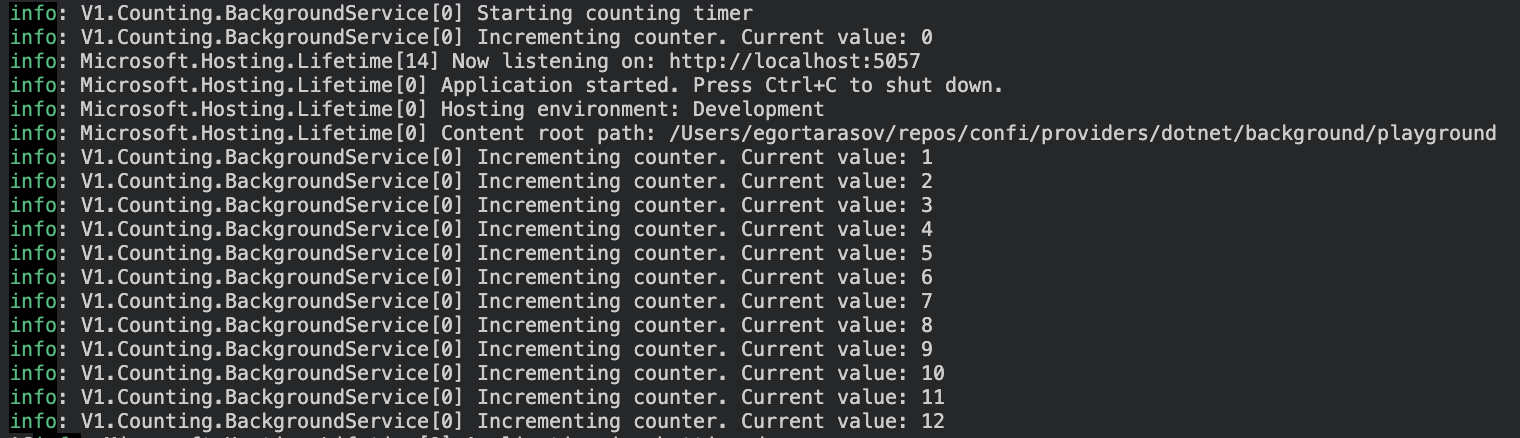 info: V1.Counting.BackgroundService[0] Starting counting timer
info: V1.Counting.BackgroundService[0] Incrementing counter. Current value: 0
info: Microsoft.Hosting.Lifetime[14] Now listening on: http://localhost:5057
info: Microsoft.Hosting.Lifetime[0] Application started. Press Ctrl+C to shut down.
info: Microsoft.Hosting.Lifetime[0] Hosting environment: Development
info: Microsoft.Hosting.Lifetime[0] Content root path: /Users/egortarasov/repos/confi/providers/dotnet/background/playground
info: V1.Counting.BackgroundService[0] Incrementing counter. Current value: 1
info: V1.Counting.BackgroundService[0] Incrementing counter. Current value: 2
info: V1.Counting.BackgroundService[0] Incrementing counter. Current value: 3
info: V1.Counting.BackgroundService[0] Incrementing counter. Current value: 4
info: V1.Counting.BackgroundService[0] Incrementing counter. Current value: 5
info: V1.Counting.BackgroundService[0] Incrementing counter. Current value: 6
info: V1.Counting.BackgroundService[0] Incrementing counter. Current value: 7
info: V1.Counting.BackgroundService[0] Incrementing counter. Current value: 8
info: V1.Counting.BackgroundService[0] Incrementing counter. Current value: 9
info: V1.Counting.BackgroundService[0] Incrementing counter. Current value: 10
info: V1.Counting.BackgroundService[0] Incrementing counter. Current value: 11
info: V1.Counting.BackgroundService[0] Incrementing counter. Current value: 12